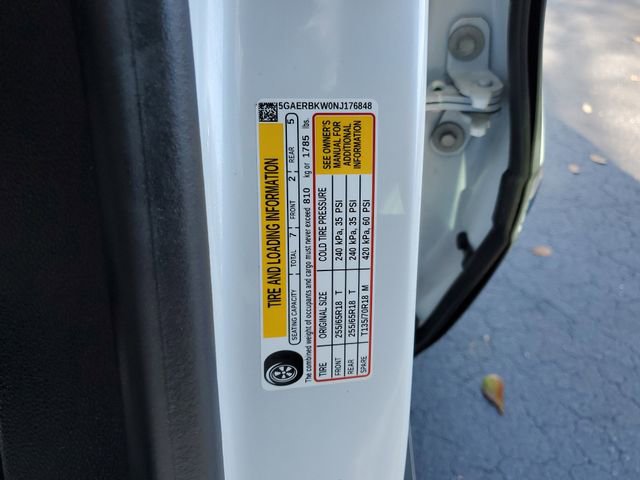 5GAERBKW0NJ176848
TIRE AND LOADING INFORMATION
SEATING CAPACITY TOTAL 7 FRONT 2 REAR 5
The combined weight of occupants and cargo must never exceed 810 kg or 1785 lbs.
TIRE ORIGINAL SIZE COLD TIRE PRESSURE
FRONT 255/65R18 T 240 kPa, 35 PSI
REAR 255/65R18 T 240 kPa, 35 PSI
SPARE T135/70R18 M 420 kPa, 60 PSI
SEE OWNER'S
MANUAL FOR
ADDITIONAL
INFORMATION